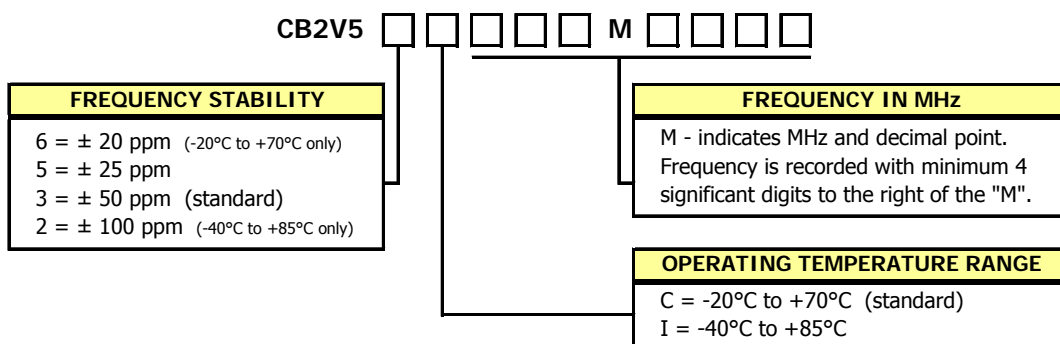 CB2V5 M
FREQUENCY STABILITY
6 = ± 20 ppm (-20°C to +70°C only)
5 = ± 25 ppm
3 = ± 50 ppm (standard)
2 = ± 100 ppm (-40°C to +85°C only)
FREQUENCY IN MHz
M - indicates MHz and decimal point.
Frequency is recorded with minimum 4
significant digits to the right of the "M".
OPERATING TEMPERATURE RANGE
C = -20°C to +70°C (standard)
I = -40°C to +85°C